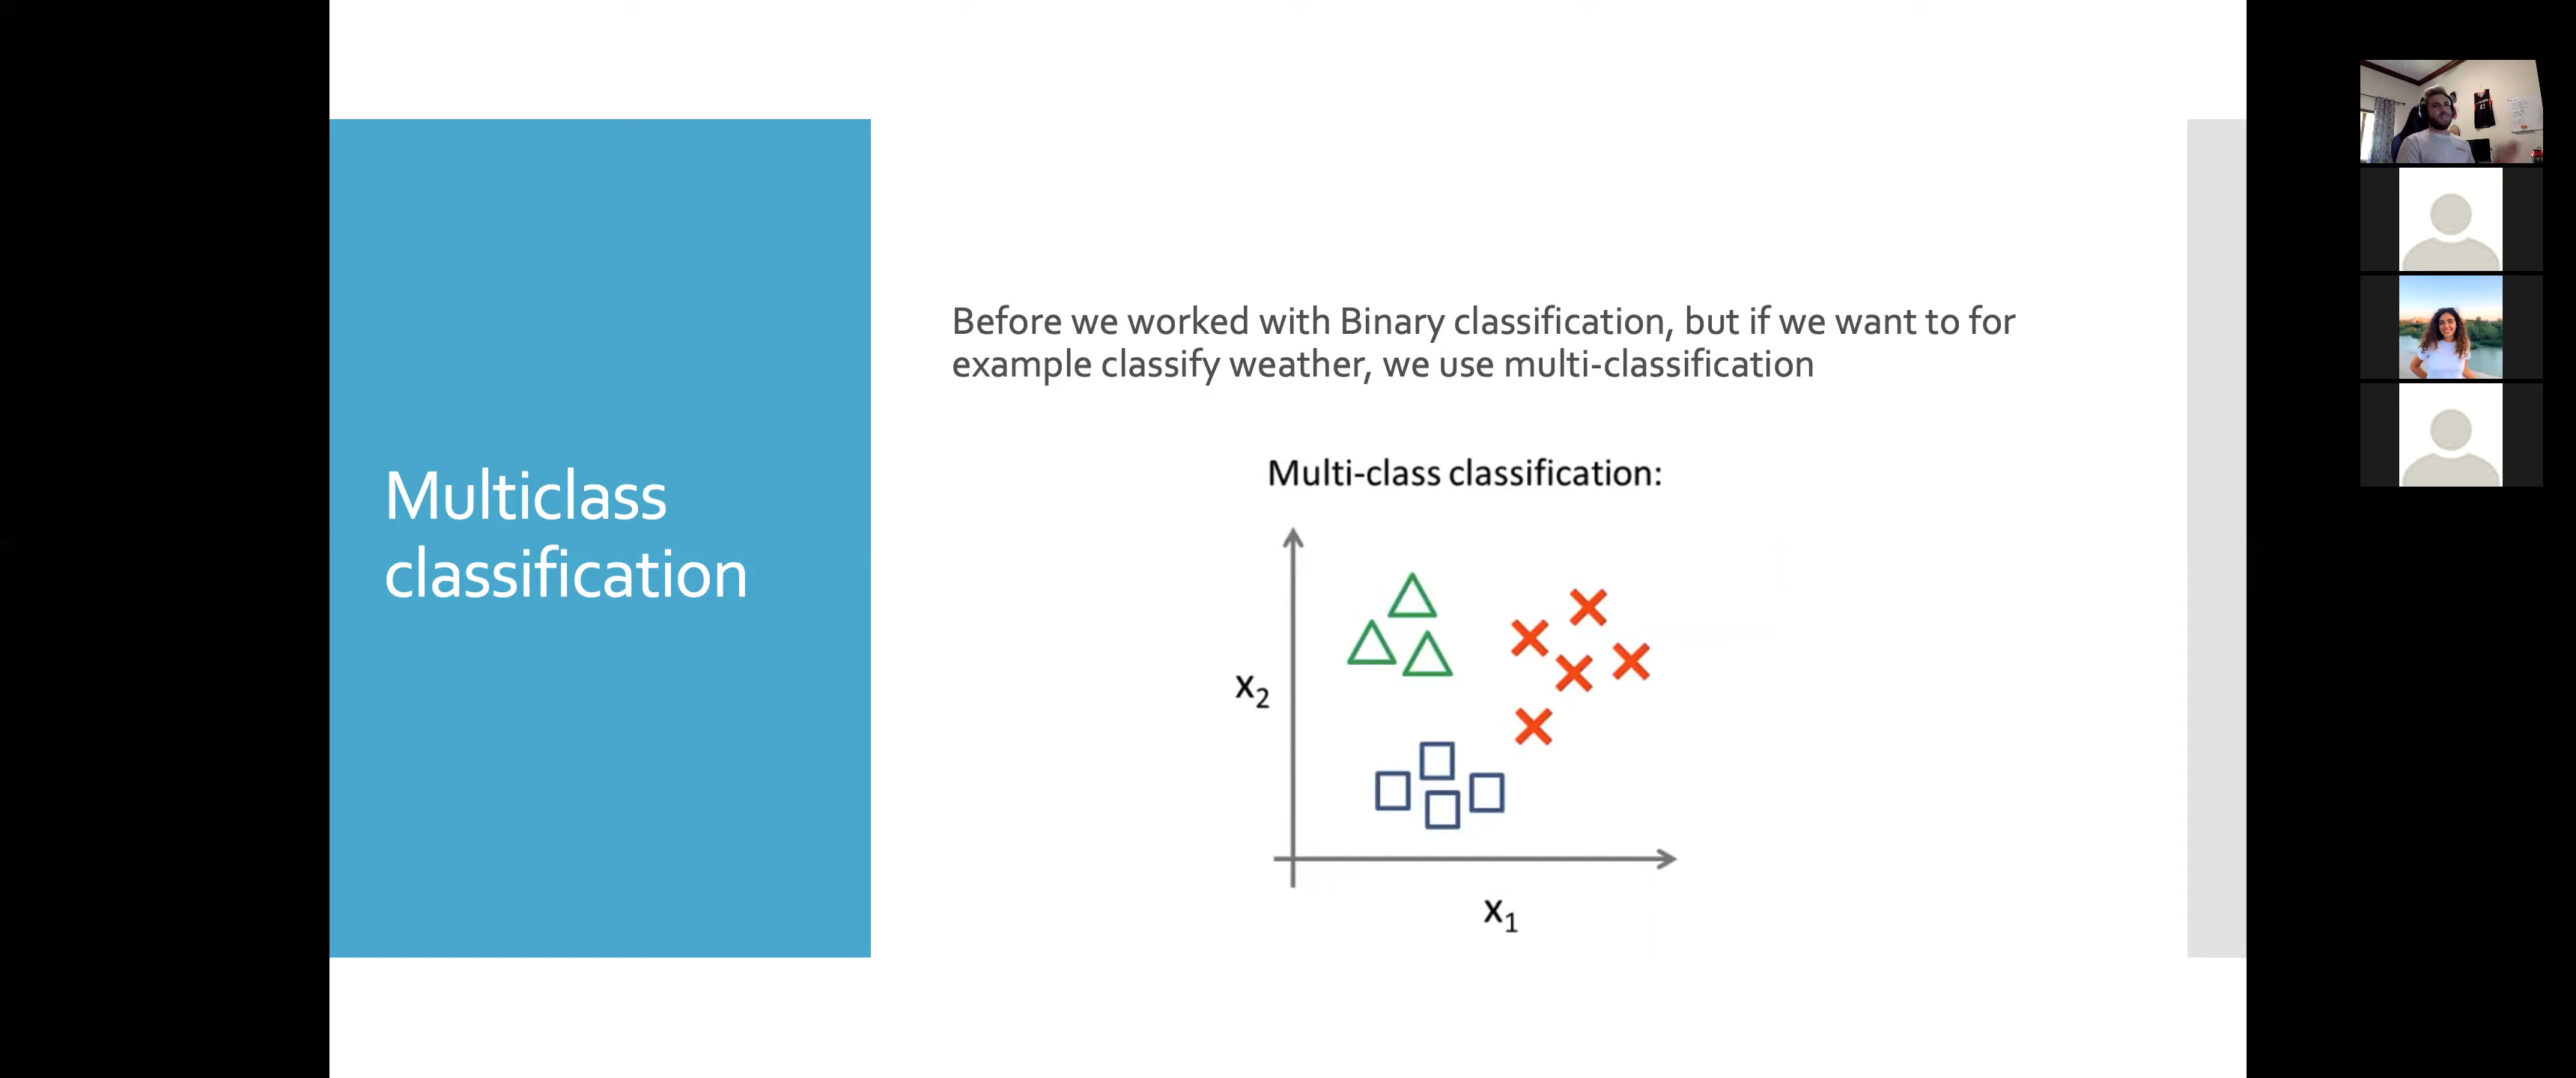 Multiclass
classification
Before we worked with Binary classification, but if we want to for
example classify weather, we use multi-classification
Multi-class classification:
x₂
x₁